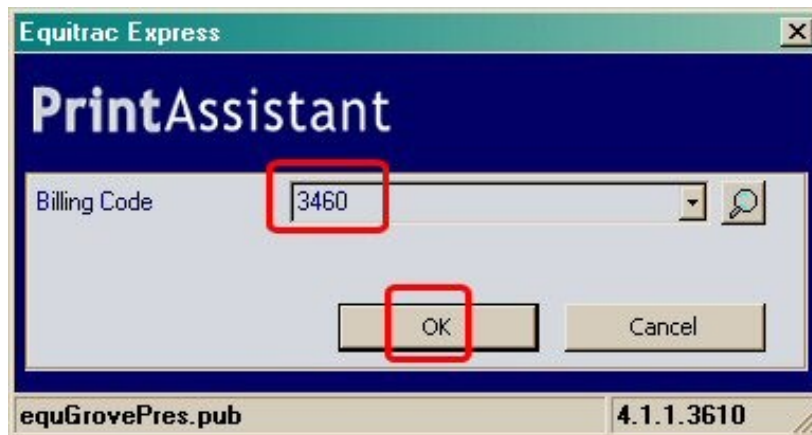 Equitrac Express
PrintAssistant
Billing Code 3460
OK Cancel
equGrovePres.pub 4.1.1.3610